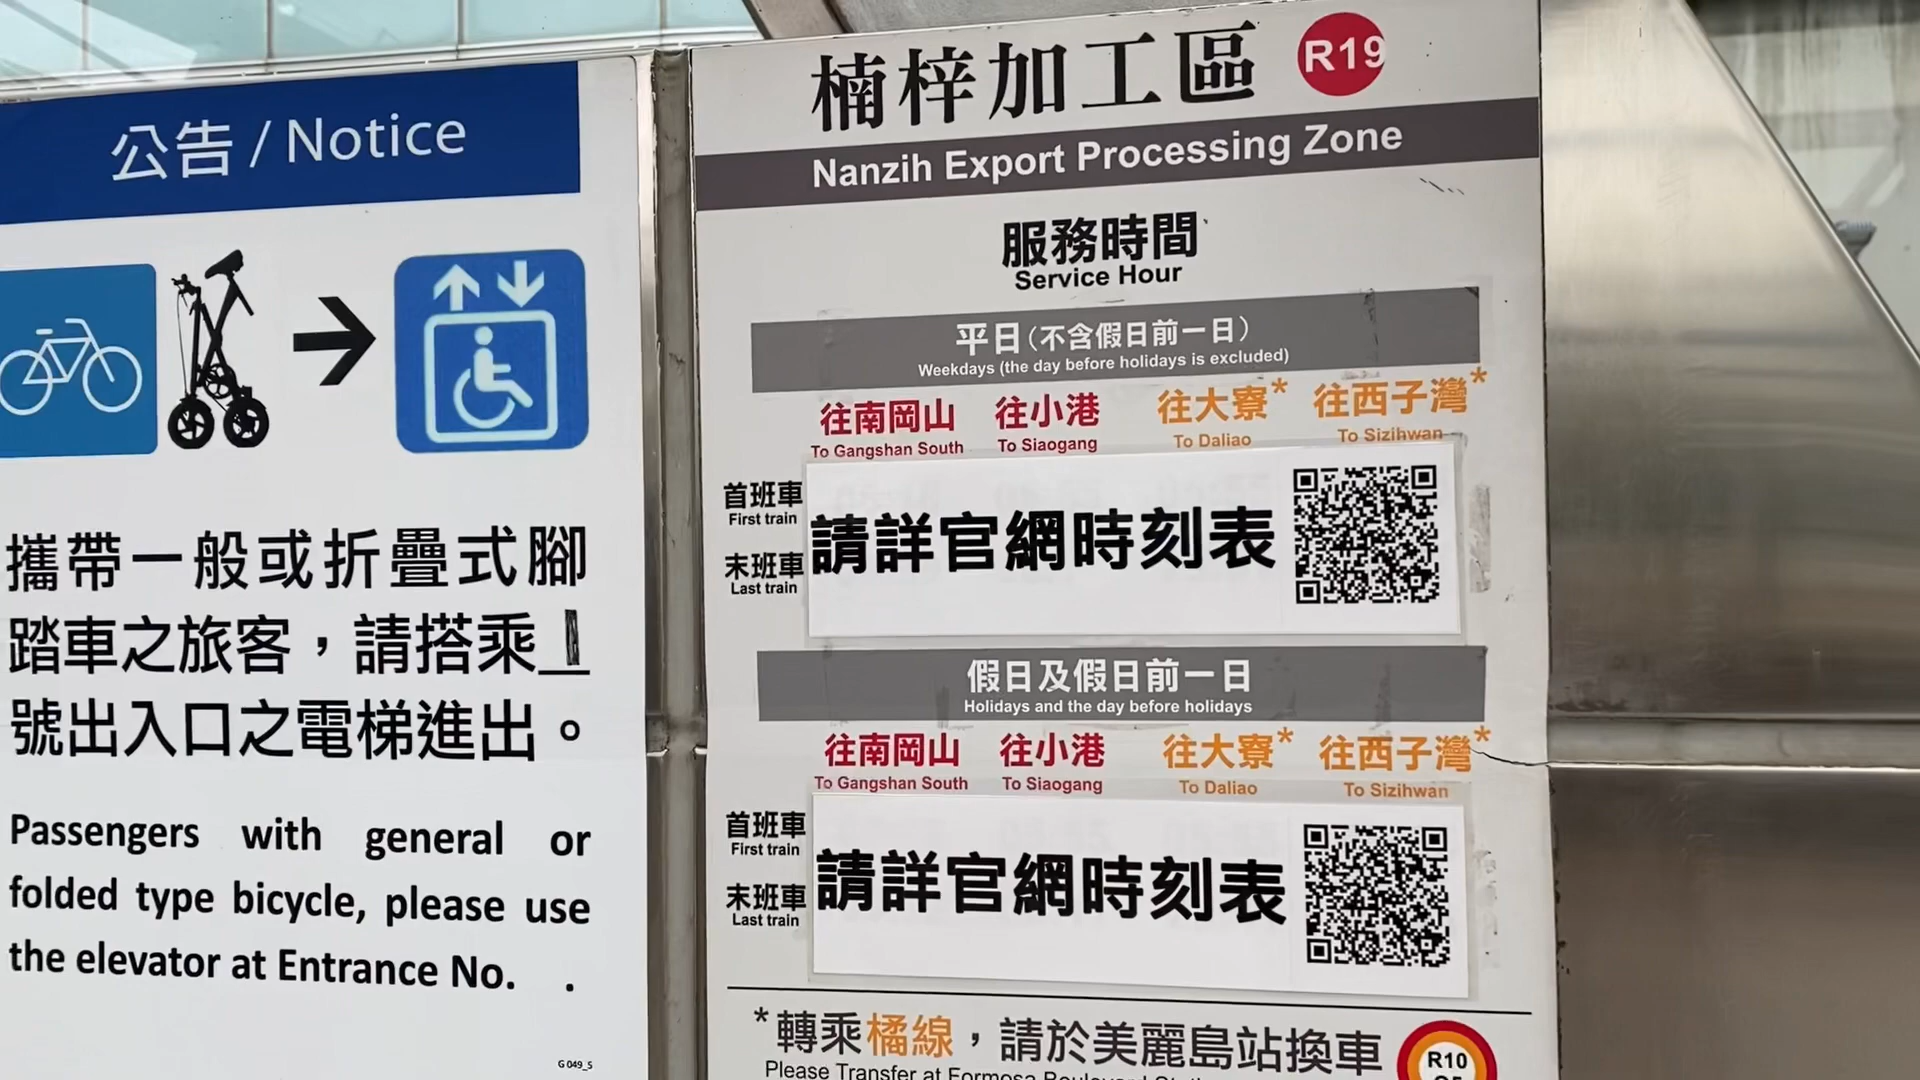 公告 / Notice
攜帶一般或折疊式腳
踏車之旅客，請搭乘 1
號出入口之電梯進出。
Passengers with general or
folded type bicycle, please use
the elevator at Entrance No. .
G 049_5
楠梓加工區 R19
Nanzih Export Processing Zone
服務時間
Service Hour
平日（不含假日前一日）
Weekdays (the day before holidays is excluded)
往南岡山 往小港 往大寮* 往西子灣*
To Gangshan South To Siaogang To Daliao To Sizihwan
首班車
First train
請詳官網時刻表
末班車
Last train
假日及假日前一日
Holidays and the day before holidays
往南岡山 往小港 往大寮* 往西子灣*
To Gangshan South To Siaogang To Daliao To Sizihwan
首班車
First train
請詳官網時刻表
末班車
Last train
*轉乘橘線，請於美麗島站換車 R10
Please Transfer at Formosa Boulevard